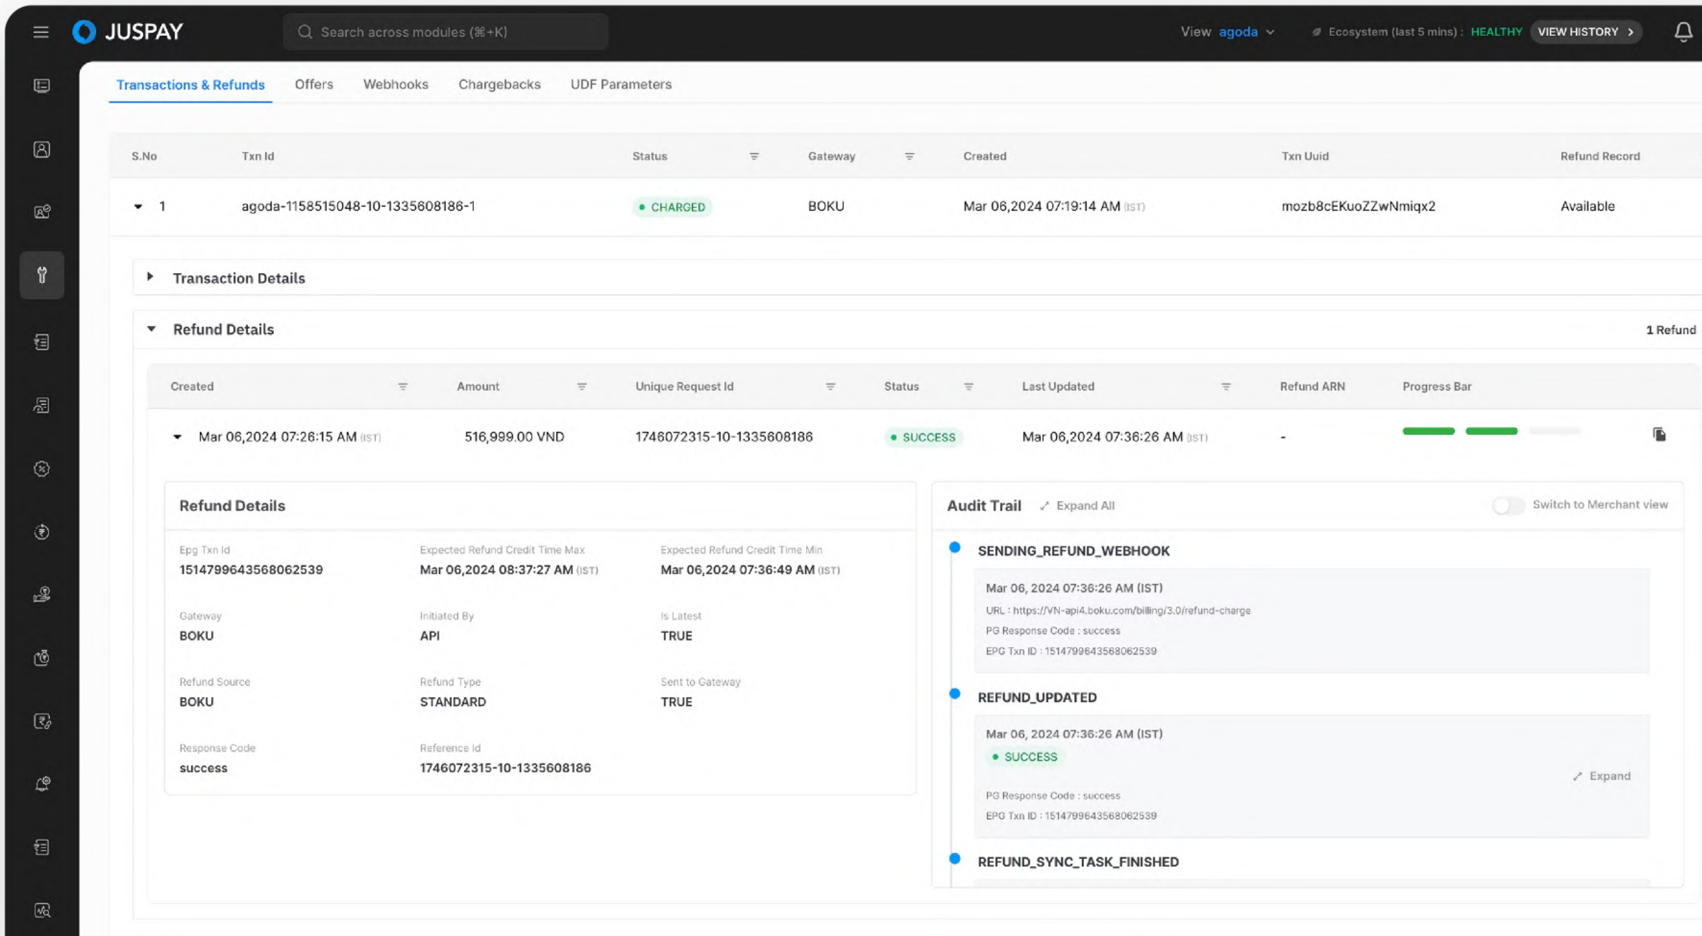 JUSPAY
Search across modules (⌘+K)
View agoda
Ecosystem (last 5 mins) : HEALTHY
VIEW HISTORY
Transactions & Refunds Offers Webhooks Chargebacks UDF Parameters
S.No Txn Id Status Gateway Created Txn Uuid Refund Record
1 agoda-1158515048-10-1335608186-1 CHARGED BOKU Mar 06,2024 07:19:14 AM (IST) mozb8cEKuoZZwNmiqx2 Available
Transaction Details
Refund Details 1 Refund
Created Amount Unique Request Id Status Last Updated Refund ARN Progress Bar
Mar 06,2024 07:26:15 AM (IST) 516,999.00 VND 1746072315-10-1335608186 SUCCESS Mar 06,2024 07:36:26 AM (IST) -
Refund Details
Epg Txn Id Expected Refund Credit Time Max Expected Refund Credit Time Min
1514799643568062539 Mar 06,2024 08:37:27 AM (IST) Mar 06,2024 07:36:49 AM (IST)
Gateway Initiated By Is Latest
BOKU API TRUE
Refund Source Refund Type Sent to Gateway
BOKU STANDARD TRUE
Response Code Reference Id
success 1746072315-10-1335608186
Audit Trail Expand All Switch to Merchant view
SENDING_REFUND_WEBHOOK
Mar 06, 2024 07:36:26 AM (IST)
URL : https://VN-api4.boku.com/billing/3.0/refund-charge
PG Response Code : success
EPG Txn ID : 1514799643568062539
REFUND_UPDATED
Mar 06, 2024 07:36:26 AM (IST)
SUCCESS
Expand
PG Response Code : success
EPG Txn ID : 1514799643568062539
REFUND_SYNC_TASK_FINISHED